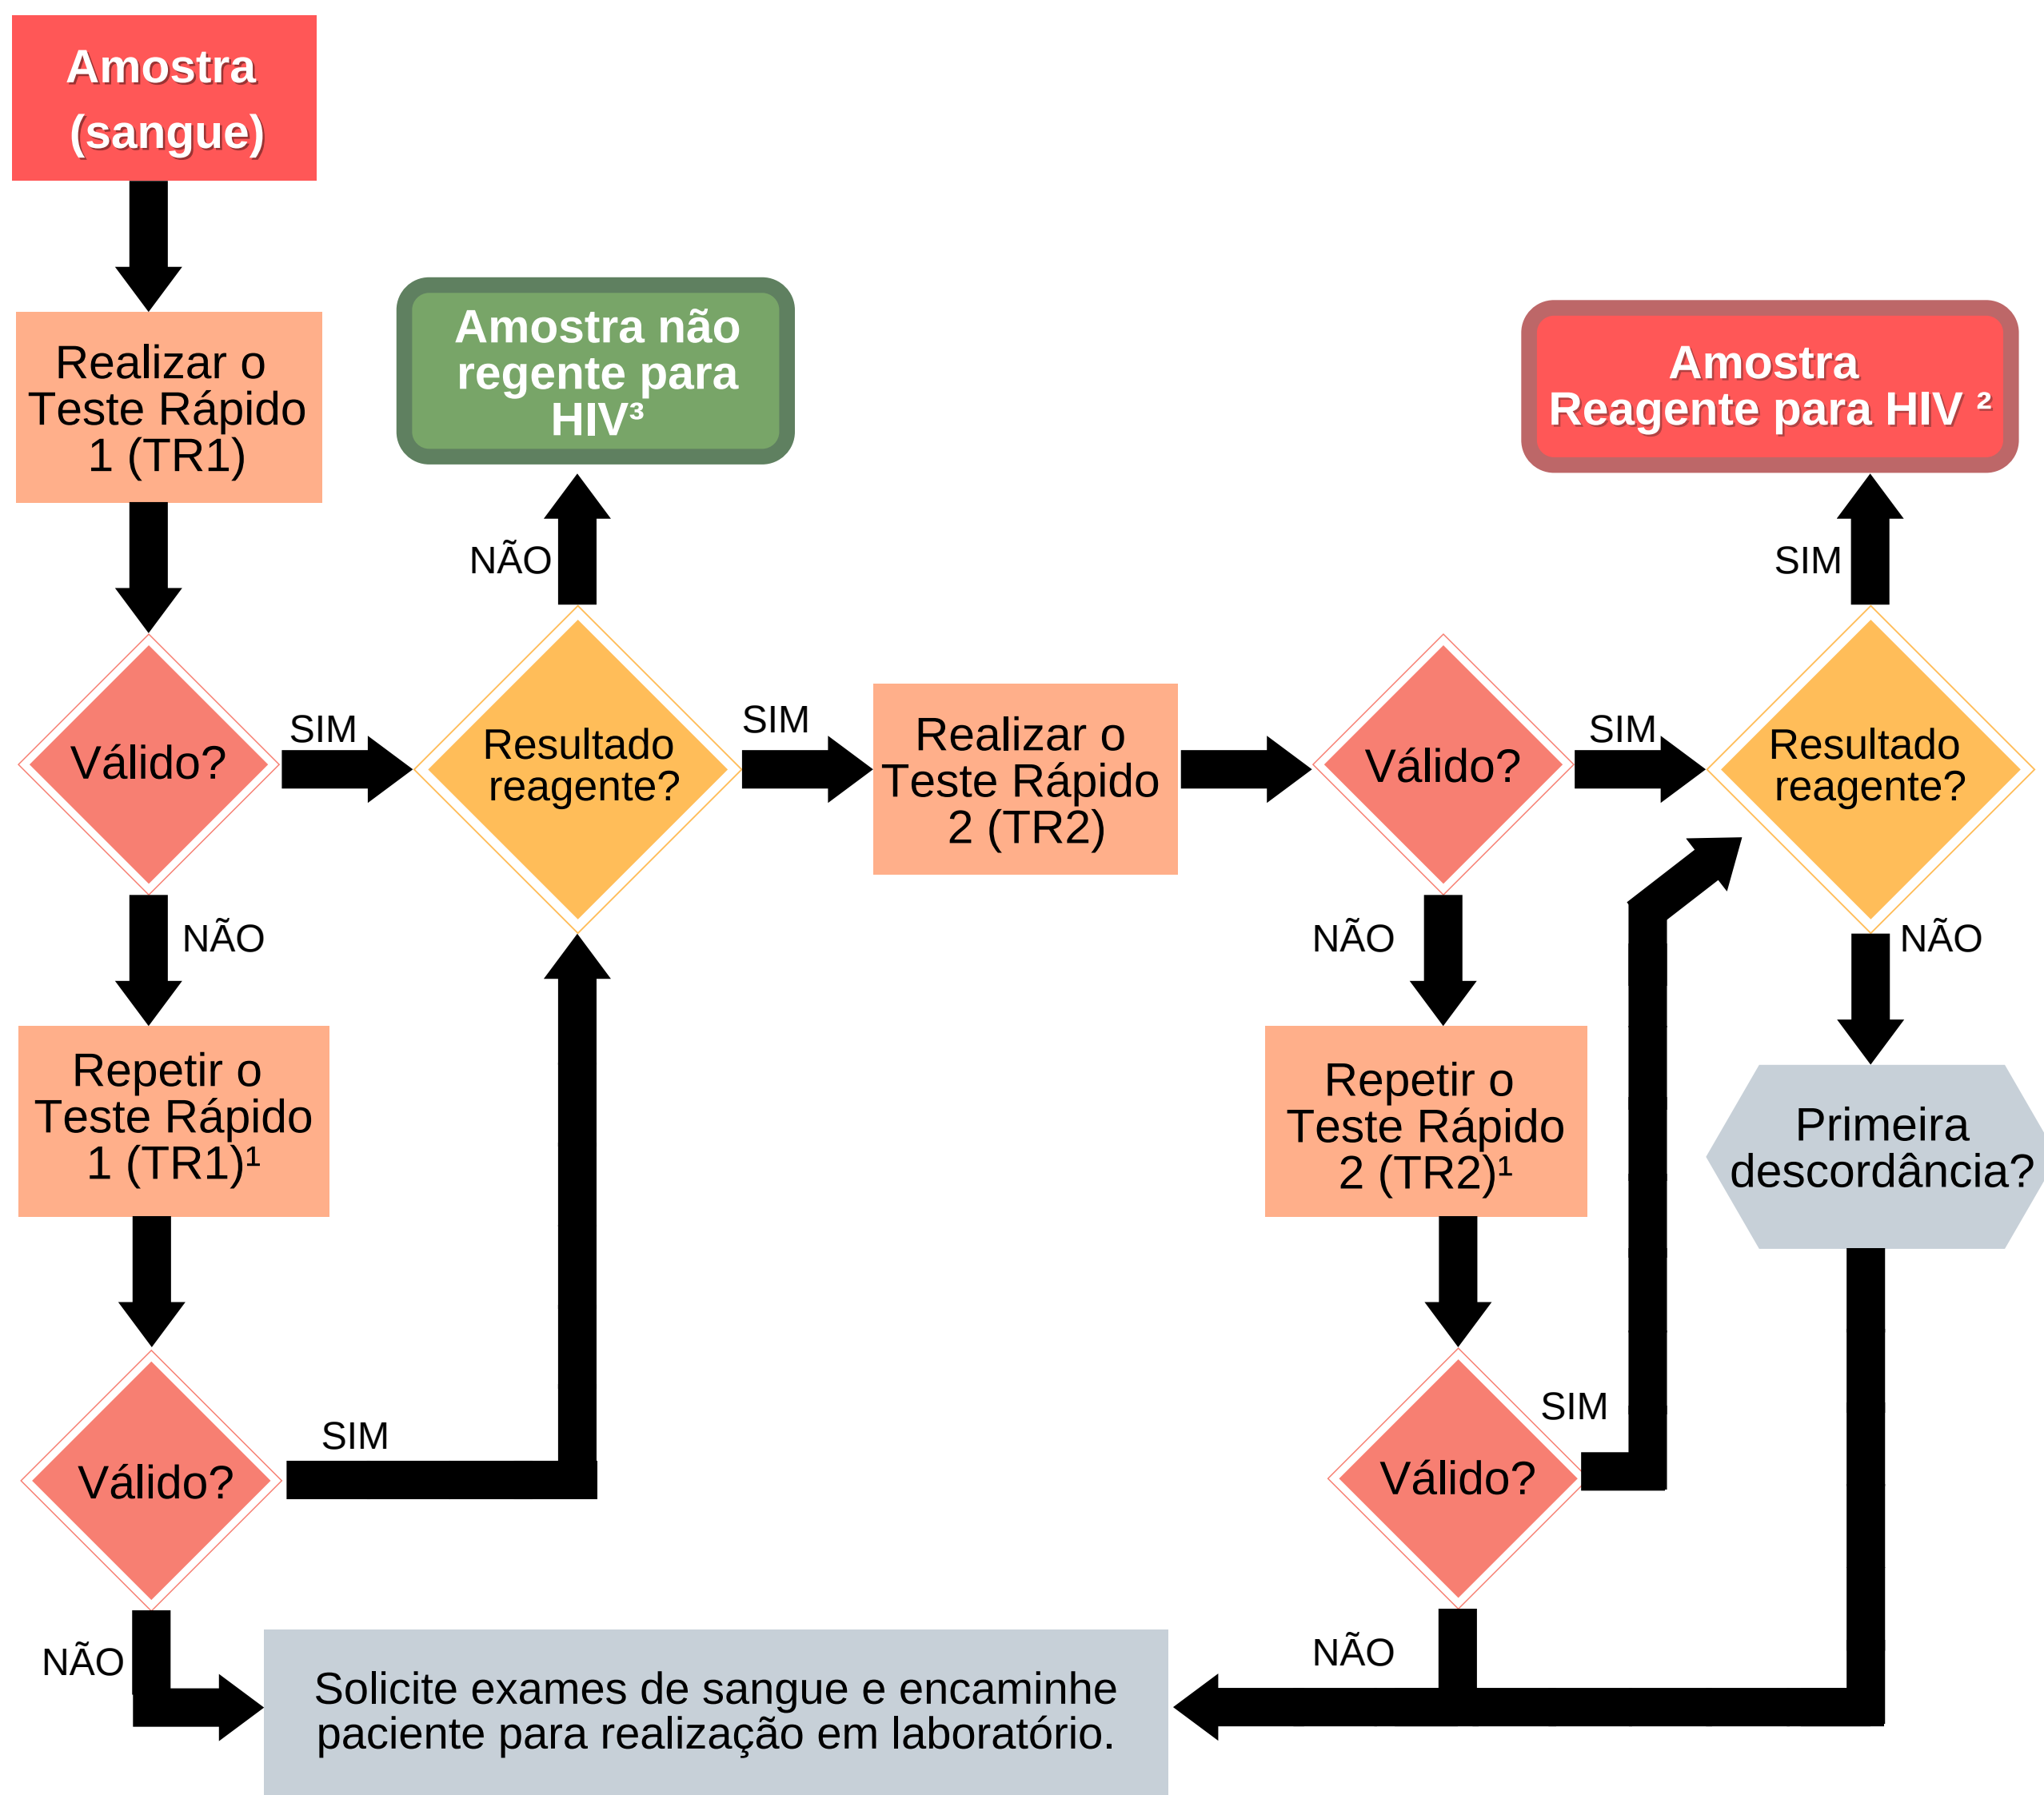 Amostra
(sangue)
Realizar o
Teste Rápido
1 (TR1)
Amostra não
regente para
HIV³
Amostra
Reagente para HIV ²
NÃO
SIM
Válido?
SIM
Resultado
reagente?
SIM
Realizar o
Teste Rápido
2 (TR2)
Válido?
SIM
Resultado
reagente?
NÃO
NÃO
NÃO
Repetir o
Teste Rápido
1 (TR1)¹
Repetir o
Teste Rápido
2 (TR2)¹
Primeira
descordância?
SIM
Válido?
SIM
Válido?
NÃO
NÃO
Solicite exames de sangue e encaminhe
paciente para realização em laboratório.